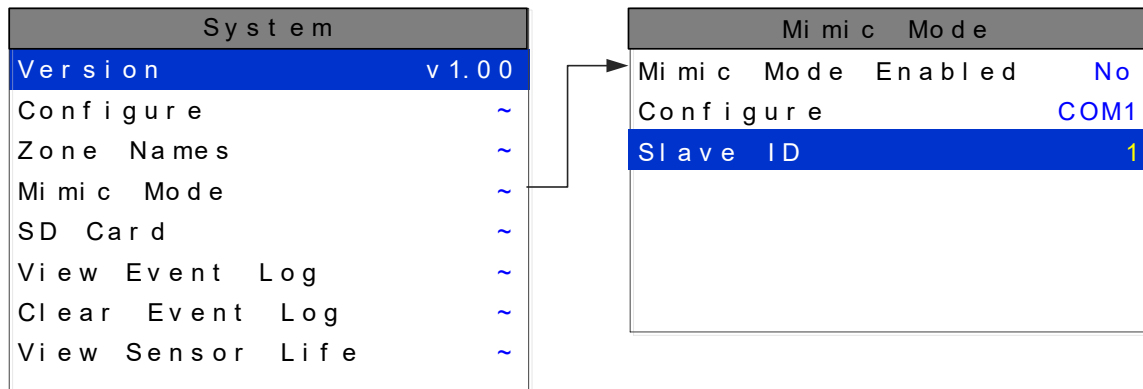 System
Version v1.00
Configure ~
Zone Names ~
Mimic Mode ~
SD Card ~
View Event Log ~
Clear Event Log ~
View Sensor Life ~
Mimic Mode
Mimic Mode Enabled No
Configure COM1
Slave ID 1